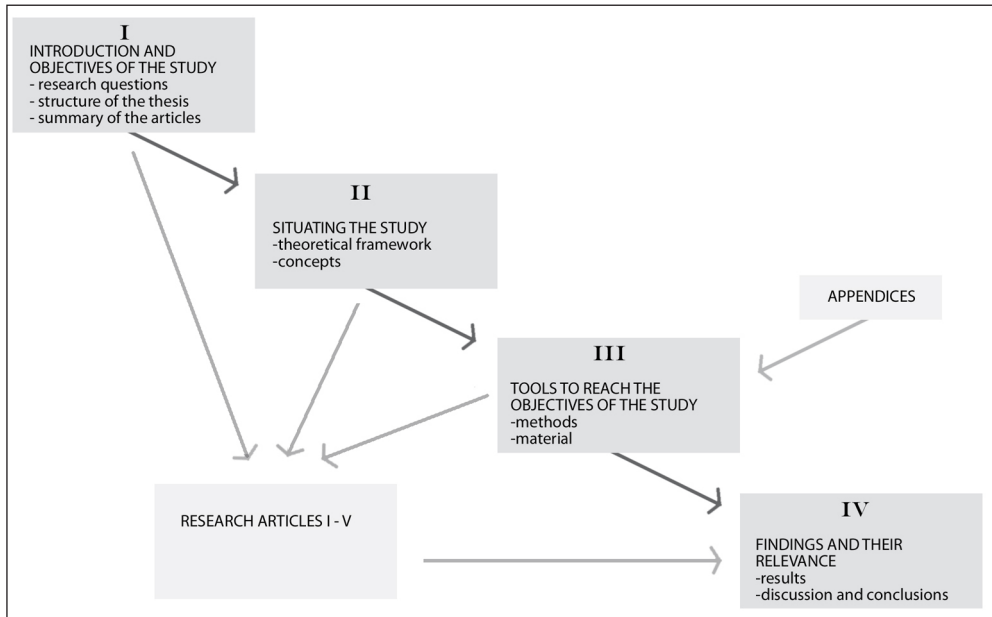 I
INTRODUCTION AND
OBJECTIVES OF THE STUDY
- research questions
- structure of the thesis
- summary of the articles
II
SITUATING THE STUDY
-theoretical framework
-concepts
APPENDICES
III
TOOLS TO REACH THE
OBJECTIVES OF THE STUDY
-methods
-material
RESEARCH ARTICLES I - V
IV
FINDINGS AND THEIR
RELEVANCE
-results
-discussion and conclusions